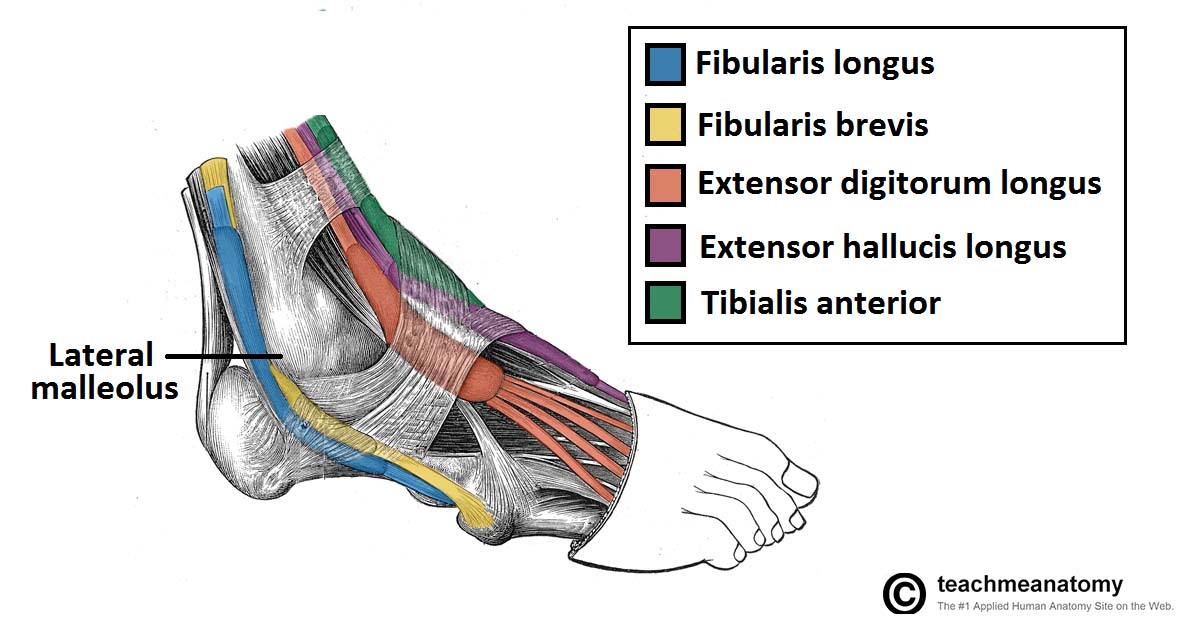 Fibularis longus
Fibularis brevis
Extensor digitorum longus
Extensor hallucis longus
Tibialis anterior
Lateral
malleolus
© teachmeanatomy
The #1 Applied Human Anatomy Site on the Web.